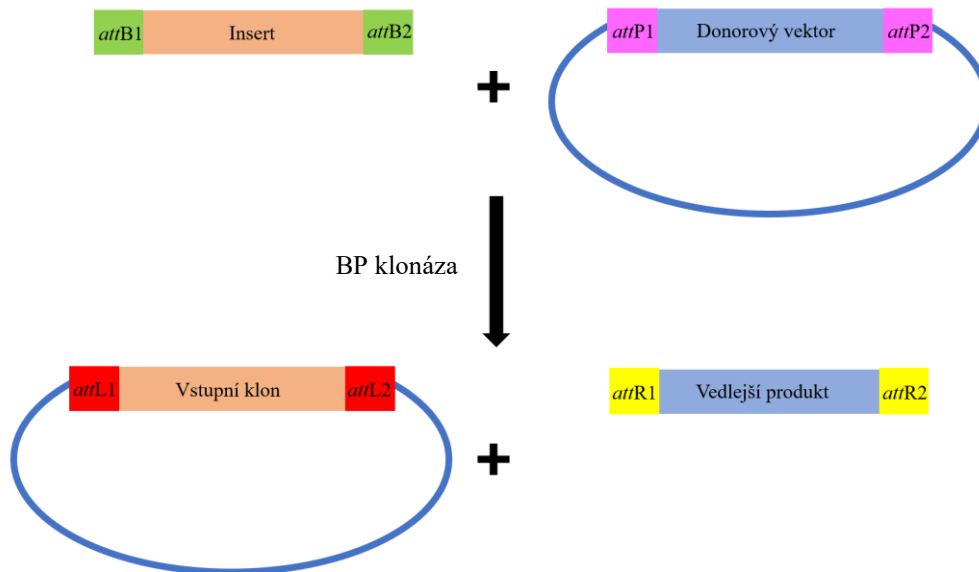 attB1 Insert attB2
attP1 Donorový vektor attP2
+
BP klonáza
attL1 Vstupní klon attL2
attR1 Vedlejší produkt attR2
+